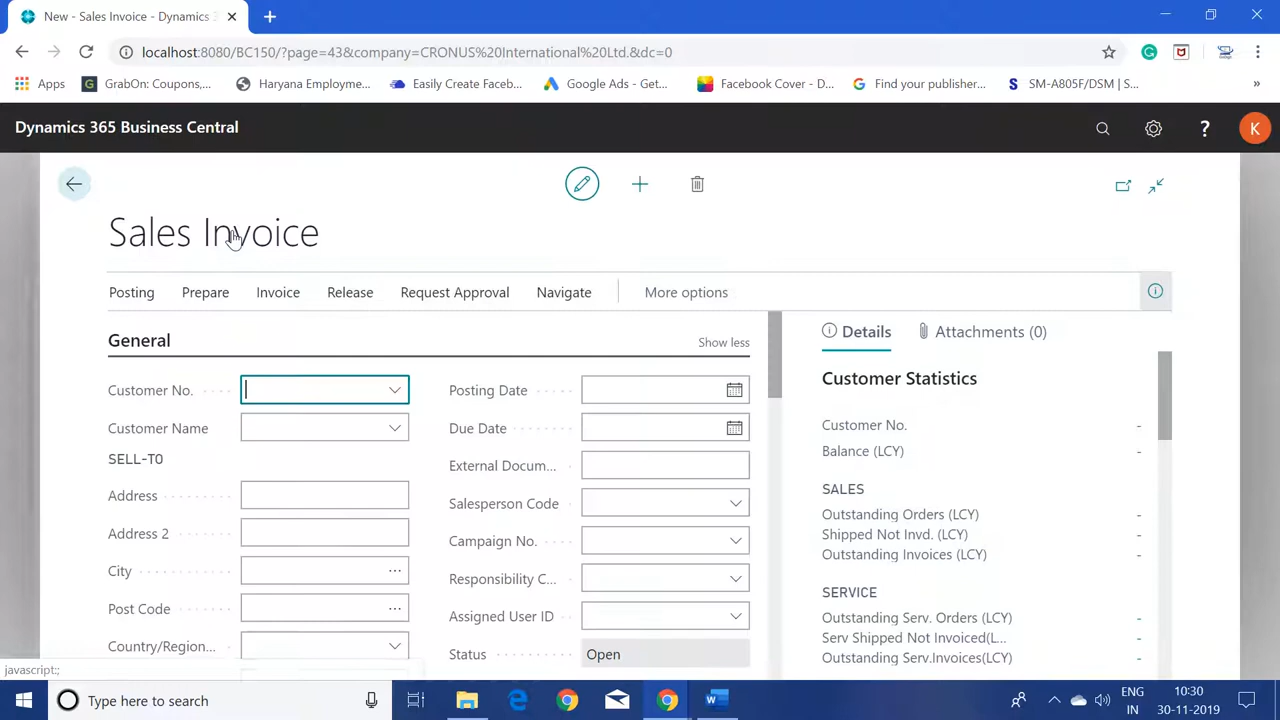 New - Sales Invoice - Dynamics
localhost:8080/BC150/?page=43&company=CRONUS%20International%20Ltd.&dc=0
Apps
G
GrabOn: Coupons,...
Haryana Employme...
Easily Create Faceb...
Google Ads - Get...
Facebook Cover - D...
Find your publisher...
S
SM-A805F/DSM | S...
»
Dynamics 365 Business Central
?
K
Sales Invoice
Posting
Prepare
Invoice
Release
Request Approval
Navigate
More options
General
Show less
Customer No.
Customer Name
SELL-TO
Address
Address 2
City
Post Code
Country/Region...
Posting Date
Due Date
External Docum...
Salesperson Code
Campaign No.
Responsibility C...
Assigned User ID
Status
Open
Details
Attachments (0)
Customer Statistics
Customer No. -
Balance (LCY) -
SALES
Outstanding Orders (LCY) -
Shipped Not Invd. (LCY) -
Outstanding Invoices (LCY) -
SERVICE
Outstanding Serv. Orders (LCY) -
Serv Shipped Not Invoiced(L... -
Outstanding Serv.Invoices(LCY) -
javascript:;
Type here to search
ENG
IN
10:30
30-11-2019